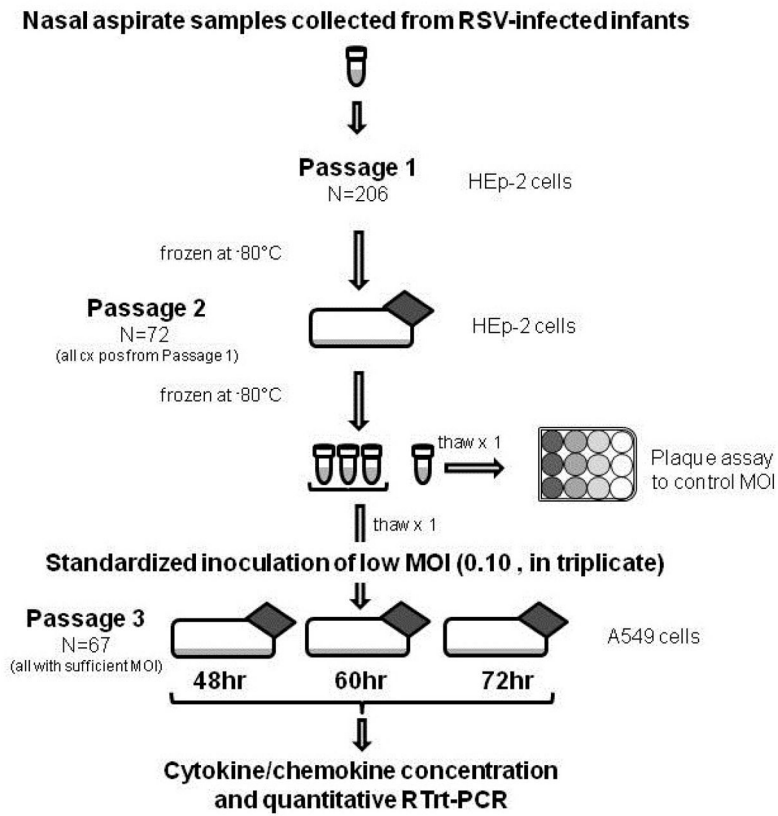 Nasal aspirate samples collected from RSV-infected infants
Passage 1
N=206
HEp-2 cells
frozen at -80°C
Passage 2
N=72
(all cx pos from Passage 1)
HEp-2 cells
frozen at -80°C
thaw x 1
Plaque assay
to control MOI
thaw x 1
Standardized inoculation of low MOI (0.10 , in triplicate)
Passage 3
N=67
(all with sufficient MOI)
A549 cells
48hr 60hr 72hr
Cytokine/chemokine concentration
and quantitative RTrt-PCR